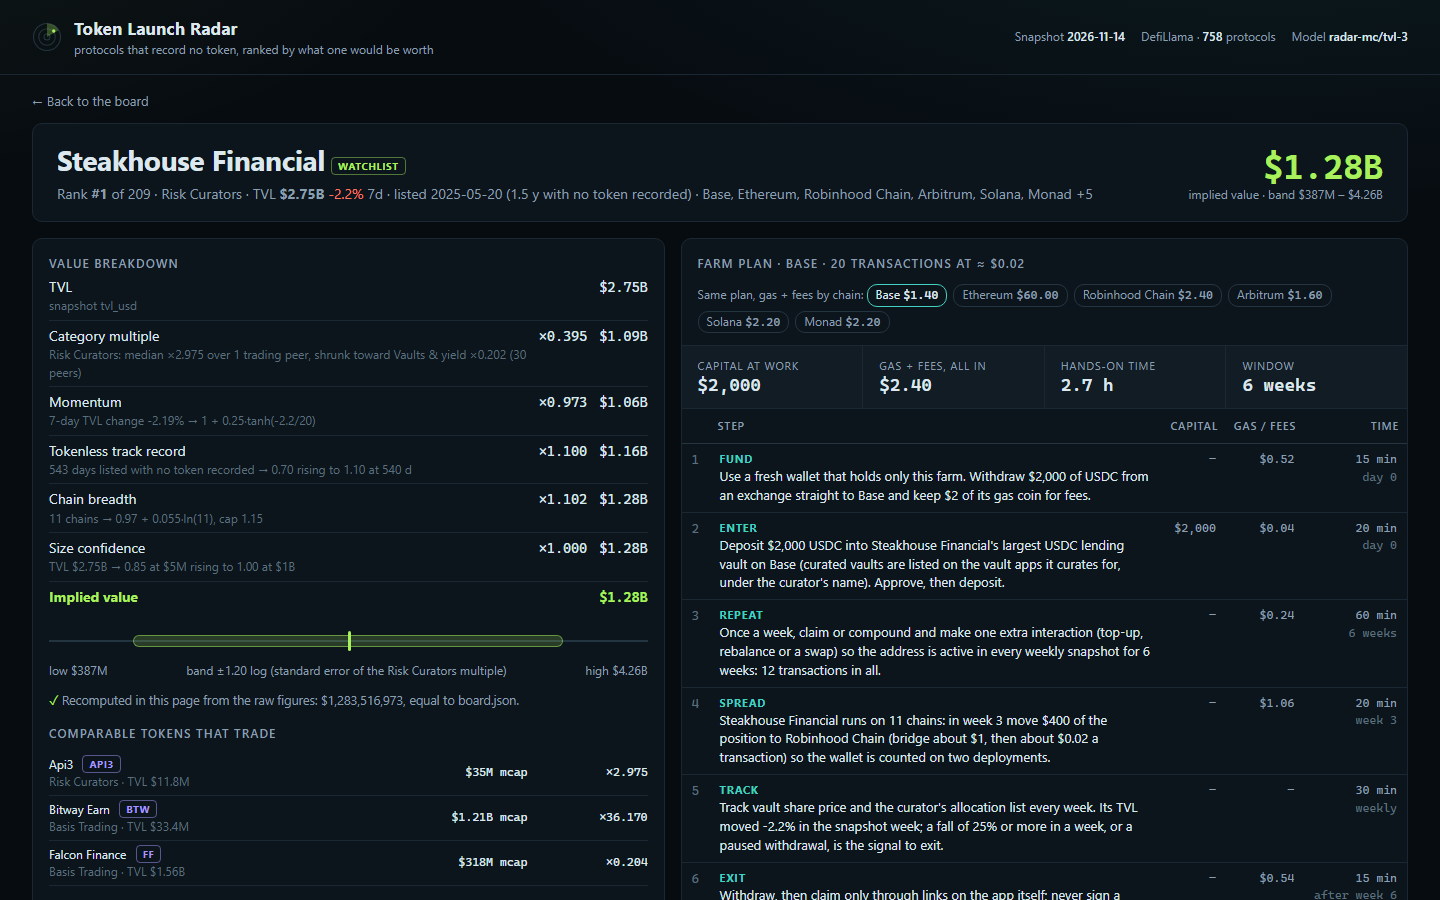 Token Launch Radar
protocols that record no token, ranked by what one would be worth
Snapshot 2026-11-14 DefiLlama · 758 protocols Model radar-mc/tvl-3
← Back to the board
Steakhouse Financial WATCHLIST
Rank #1 of 209 · Risk Curators · TVL $2.75B -2.2% 7d · listed 2025-05-20 (1.5 y with no token recorded) · Base, Ethereum, Robinhood Chain, Arbitrum, Solana, Monad +5
$1.28B
implied value · band $387M – $4.26B
VALUE BREAKDOWN
TVL $2.75B
snapshot tvl_usd
Category multiple ×0.395 $1.09B
Risk Curators: median ×2.975 over 1 trading peer, shrunk toward Vaults & yield ×0.202 (30
peers)
Momentum ×0.973 $1.06B
7-day TVL change -2.19% → 1 + 0.25·tanh(-2.2/20)
Tokenless track record ×1.100 $1.16B
543 days listed with no token recorded → 0.70 rising to 1.10 at 540 d
Chain breadth ×1.102 $1.28B
11 chains → 0.97 + 0.055·ln(11), cap 1.15
Size confidence ×1.000 $1.28B
TVL $2.75B → 0.85 at $5M rising to 1.00 at $1B
Implied value $1.28B
low $387M band ±1.20 log (standard error of the Risk Curators multiple) high $4.26B
✓ Recomputed in this page from the raw figures: $1,283,516,973, equal to board.json.
COMPARABLE TOKENS THAT TRADE
Api3 API3 $35M mcap ×2.975
Risk Curators · TVL $11.8M
Bitway Earn BTW $1.21B mcap ×36.170
Basis Trading · TVL $33.4M
Falcon Finance FF $318M mcap ×0.204
Basis Trading · TVL $1.56B
FARM PLAN · BASE · 20 TRANSACTIONS AT ≈ $0.02
Same plan, gas + fees by chain: Base $1.40 Ethereum $60.00 Robinhood Chain $2.40 Arbitrum $1.60
Solana $2.20 Monad $2.20
CAPITAL AT WORK GAS + FEES, ALL IN HANDS-ON TIME WINDOW
$2,000 $2.40 2.7 h 6 weeks
STEP CAPITAL GAS / FEES TIME
1 FUND – $0.52 15 min
Use a fresh wallet that holds only this farm. Withdraw $2,000 of USDC from day 0
an exchange straight to Base and keep $2 of its gas coin for fees.
2 ENTER $2,000 $0.04 20 min
Deposit $2,000 USDC into Steakhouse Financial's largest USDC lending day 0
vault on Base (curated vaults are listed on the vault apps it curates for,
under the curator's name). Approve, then deposit.
3 REPEAT – $0.24 60 min
Once a week, claim or compound and make one extra interaction (top-up, 6 weeks
rebalance or a swap) so the address is active in every weekly snapshot for 6
weeks: 12 transactions in all.
4 SPREAD – $1.06 20 min
Steakhouse Financial runs on 11 chains: in week 3 move $400 of the week 3
position to Robinhood Chain (bridge about $1, then about $0.02 a
transaction) so the wallet is counted on two deployments.
5 TRACK – – 30 min
Track vault share price and the curator's allocation list every week. Its TVL weekly
moved -2.2% in the snapshot week; a fall of 25% or more in a week, or a
paused withdrawal, is the signal to exit.
6 EXIT – $0.54 15 min
Withdraw, then claim only through links on the app itself; never sign a after week 6